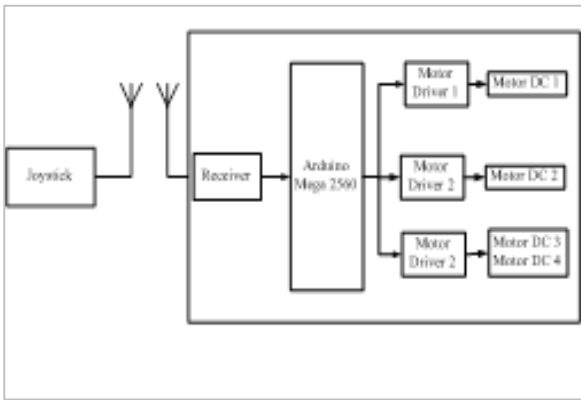 Joystick
Receiver
Arduino
Mega 2560
Motor
Driver 1
Motor DC 1
Motor
Driver 2
Motor DC 2
Motor
Driver 2
Motor DC 3
Motor DC 4